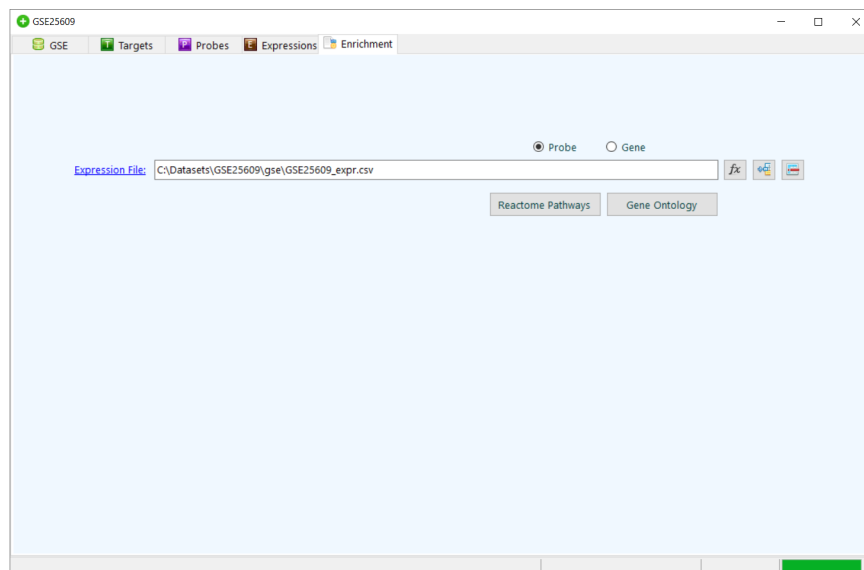 GSE25609
GSE
T Targets
P Probes
E Expressions
Enrichment
Probe
Gene
Expression File: C:\Datasets\GSE25609\gse\GSE25609_expr.csv
fx
Reactome Pathways
Gene Ontology